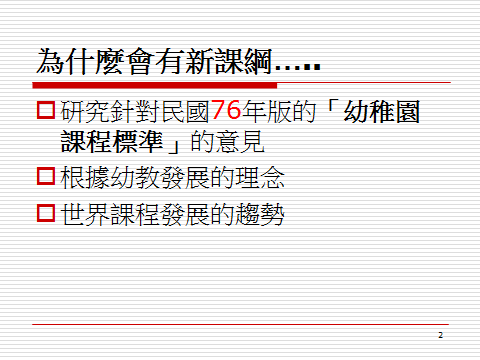 為什麼會有新課綱…..
研究針對民國76年版的「幼稚園
課程標準」的意見
根據幼教發展的理念
世界課程發展的趨勢
2